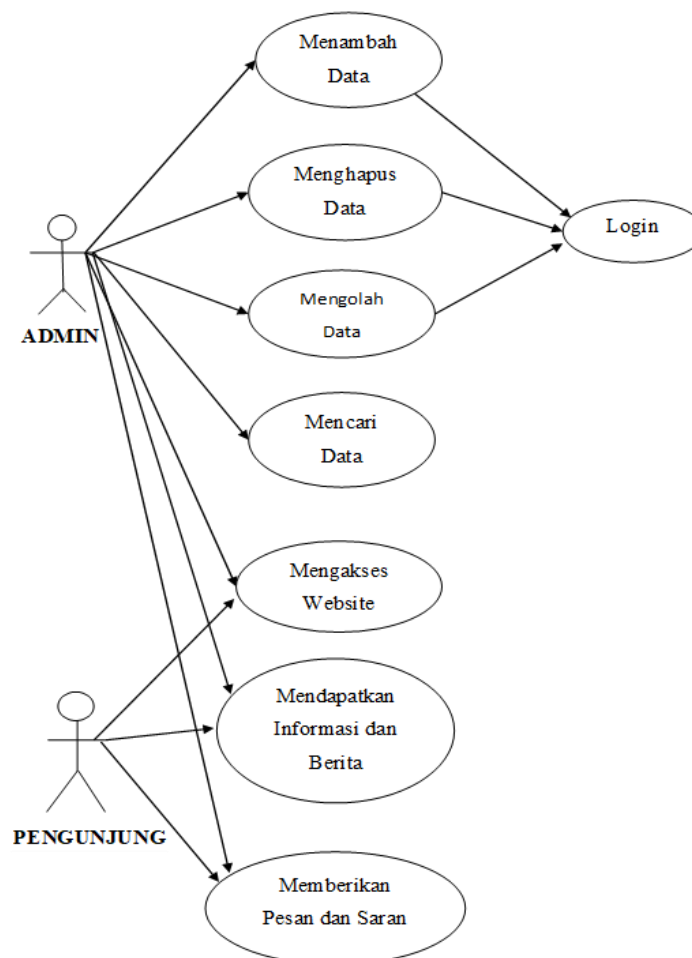 Menambah
Data
Menghapus
Data
Login
Mengolah
Data
ADMIN
Mencari
Data
Mengakses
Website
Mendapatkan
Informasi dan
Berita
PENGUNJUNG
Memberikan
Pesan dan Saran